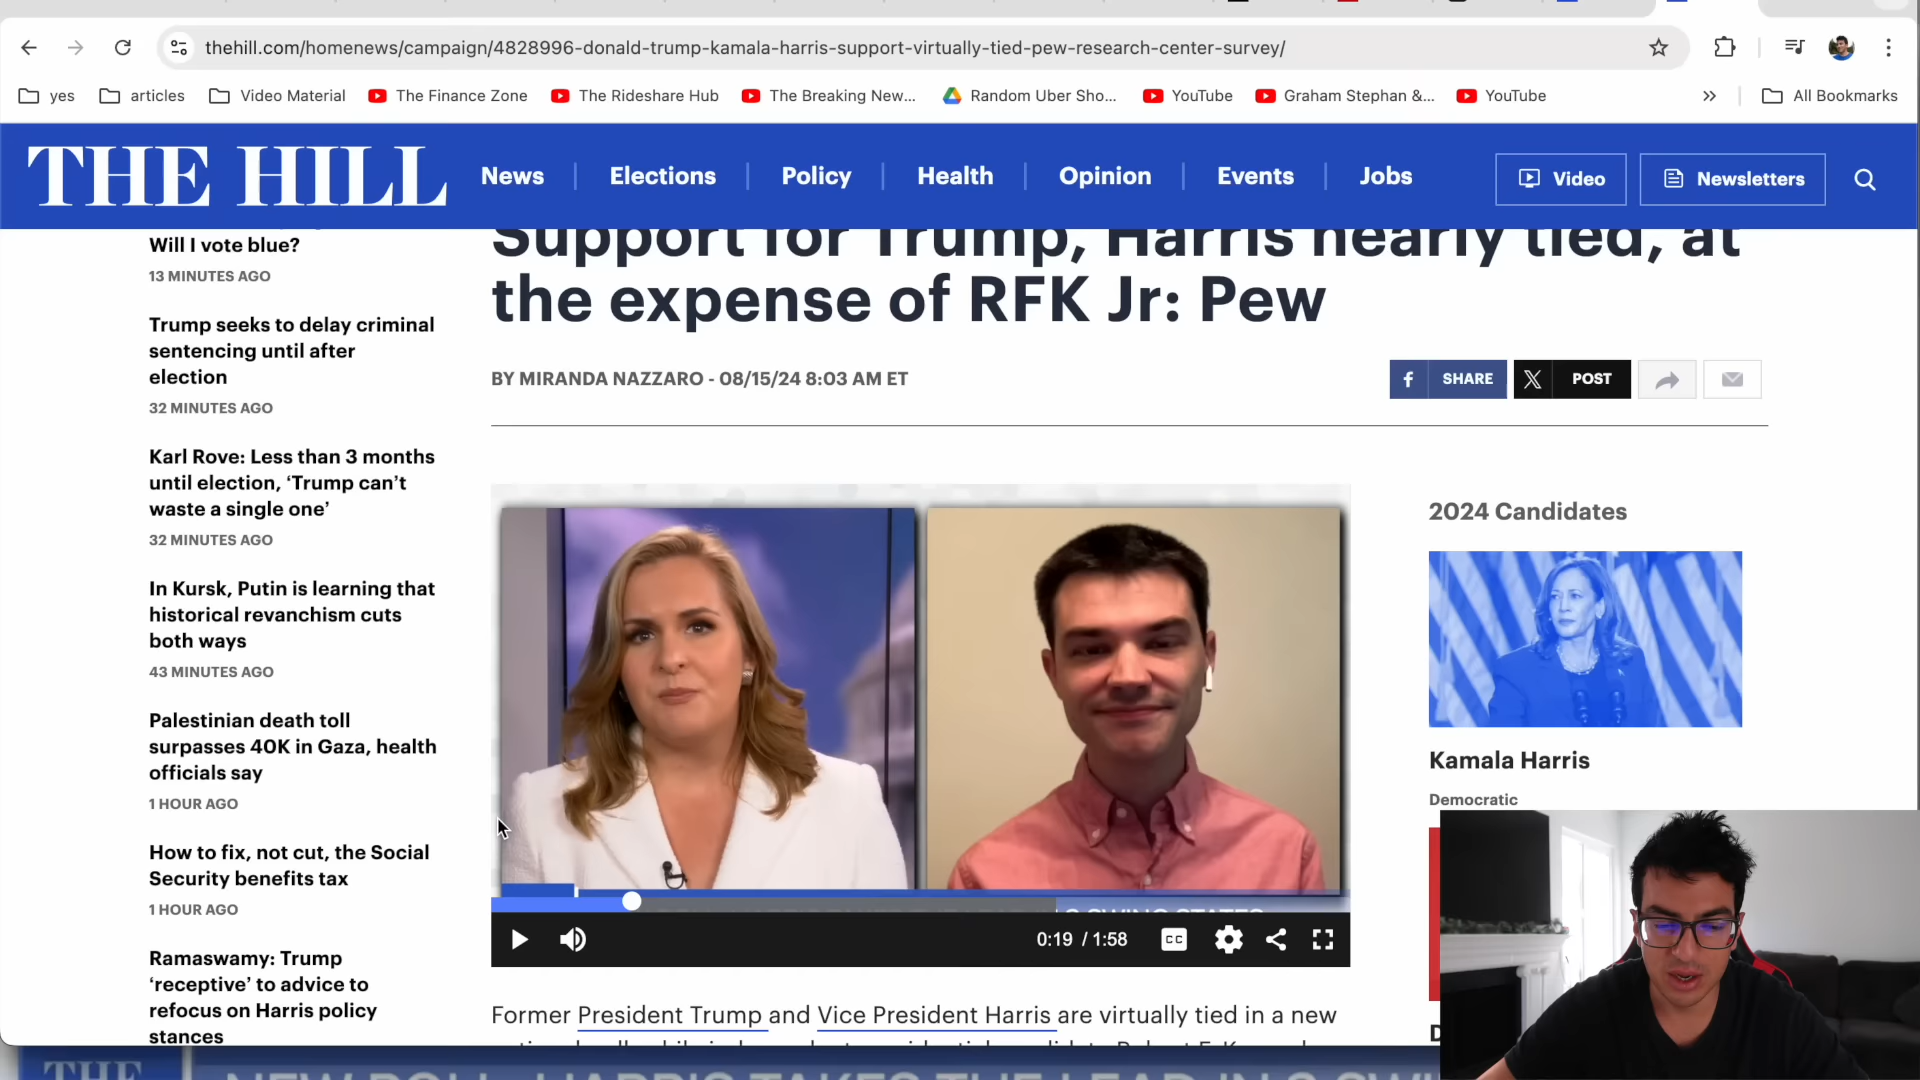 thehill.com/homenews/campaign/4828996-donald-trump-kamala-harris-support-virtually-tied-pew-research-center-survey/
yes
articles
Video Material
The Finance Zone
The Rideshare Hub
The Breaking New...
Random Uber Sho...
YouTube
Graham Stephan &...
YouTube
All Bookmarks
THE HILL
News
Elections
Policy
Health
Opinion
Events
Jobs
Video
Newsletters
Will I vote blue?
13 MINUTES AGO
Trump seeks to delay criminal
sentencing until after
election
32 MINUTES AGO
Karl Rove: Less than 3 months
until election, ‘Trump can’t
waste a single one’
32 MINUTES AGO
In Kursk, Putin is learning that
historical revanchism cuts
both ways
43 MINUTES AGO
Palestinian death toll
surpasses 40K in Gaza, health
officials say
1 HOUR AGO
How to fix, not cut, the Social
Security benefits tax
1 HOUR AGO
Ramaswamy: Trump
‘receptive’ to advice to
refocus on Harris policy
stances
Support for Trump, Harris nearly tied, at
the expense of RFK Jr: Pew
BY MIRANDA NAZZARO - 08/15/24 8:03 AM ET
f SHARE
X POST
0:19 / 1:58
CC
Former President Trump and Vice President Harris are virtually tied in a new
2024 Candidates
Kamala Harris
Democratic
THE
NEW POLL: HARRIS TAKES THE LEAD IN